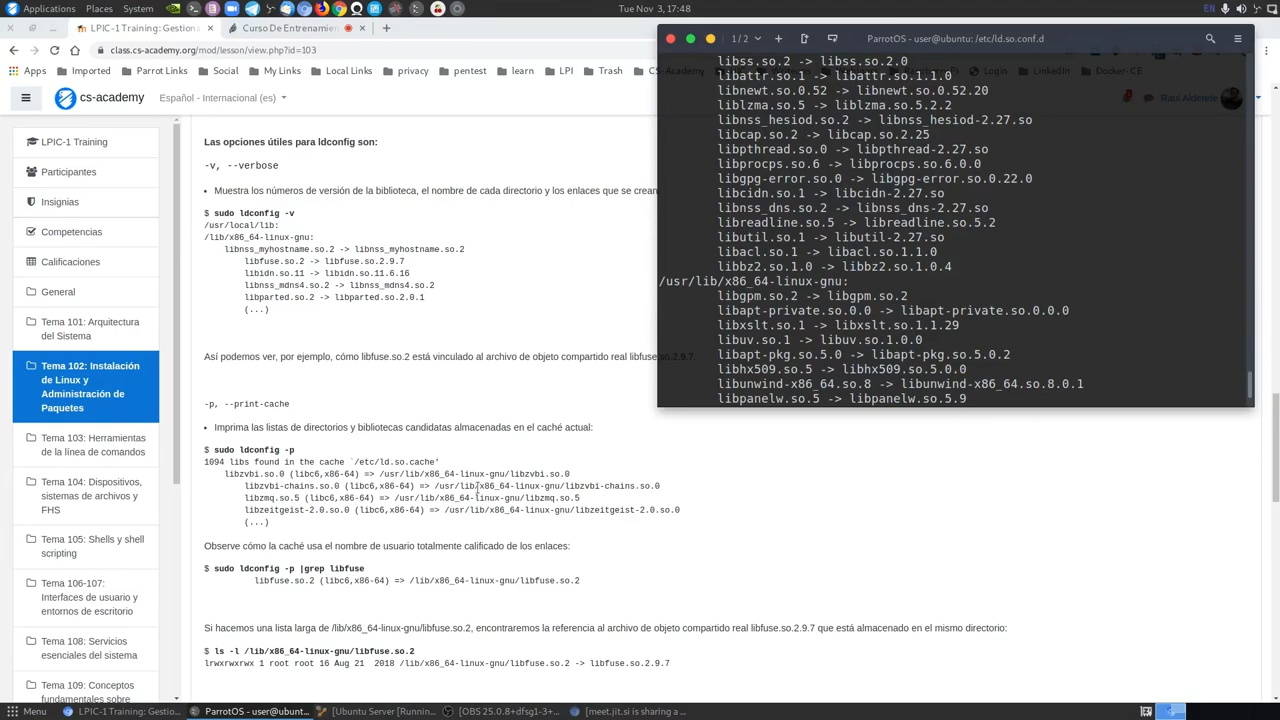 Applications Places System
Tue Nov 3, 17:48
EN
LPIC-1 Training: Gestiona
Curso De Entrenamien
class.cs-academy.org/mod/lesson/view.php?id=103
Apps Imported Parrot Links Social My Links Local Links privacy pentest learn LPI Trash CS-Academy
Login LinkedIn Docker-CE
cs-academy
Español - Internacional (es)
Raul Alderete
LPIC-1 Training
Participantes
Insignias
Competencias
Calificaciones
General
Tema 101: Arquitectura
del Sistema
Tema 102: Instalación
de Linux y
Administración de
Paquetes
Tema 103: Herramientas
de la línea de comandos
Tema 104: Dispositivos,
sistemas de archivos y
FHS
Tema 105: Shells y shell
scripting
Tema 106-107:
Interfaces de usuario y
entornos de escritorio
Tema 108: Servicios
esenciales del sistema
Tema 109: Conceptos
fundamentales sobre
Las opciones útiles para ldconfig son:
-v, --verbose
• Muestra los números de versión de la biblioteca, el nombre de cada directorio y los enlaces que se crean
$ sudo ldconfig -v
/usr/local/lib:
/lib/x86_64-linux-gnu:
libnss_myhostname.so.2 -> libnss_myhostname.so.2
libfuse.so.2 -> libfuse.so.2.9.7
libidn.so.11 -> libidn.so.11.6.16
libnss_mdns4.so.2 -> libnss_mdns4.so.2
libparted.so.2 -> libparted.so.2.0.1
(...)
Así podemos ver, por ejemplo, cómo libfuse.so.2 está vinculado al archivo de objeto compartido real libfuse.so.2.9.7.
-p, --print-cache
• Imprima las listas de directorios y bibliotecas candidatas almacenadas en el caché actual:
$ sudo ldconfig -p
1094 libs found in the cache `/etc/ld.so.cache'
libzvbi.so.0 (libc6,x86-64) => /usr/lib/x86_64-linux-gnu/libzvbi.so.0
libzvbi-chains.so.0 (libc6,x86-64) => /usr/lib/x86_64-linux-gnu/libzvbi-chains.so.0
libzmq.so.5 (libc6,x86-64) => /usr/lib/x86_64-linux-gnu/libzmq.so.5
libzeitgeist-2.0.so.0 (libc6,x86-64) => /usr/lib/x86_64-linux-gnu/libzeitgeist-2.0.so.0
(...)
Observe cómo la caché usa el nombre de usuario totalmente calificado de los enlaces:
$ sudo ldconfig -p |grep libfuse
libfuse.so.2 (libc6,x86-64) => /lib/x86_64-linux-gnu/libfuse.so.2
Si hacemos una lista larga de /lib/x86_64-linux-gnu/libfuse.so.2, encontraremos la referencia al archivo de objeto compartido real libfuse.so.2.9.7 que está almacenado en el mismo directorio:
$ ls -l /lib/x86_64-linux-gnu/libfuse.so.2
lrwxrwxrwx 1 root root 16 Aug 21 2018 /lib/x86_64-linux-gnu/libfuse.so.2 -> libfuse.so.2.9.7
1/2
ParrotOS - user@ubuntu: /etc/ld.so.conf.d
libss.so.2 -> libss.so.2.0
libattr.so.1 -> libattr.so.1.1.0
libnewt.so.0.52 -> libnewt.so.0.52.20
liblzma.so.5 -> liblzma.so.5.2.2
libnss_hesiod.so.2 -> libnss_hesiod-2.27.so
libcap.so.2 -> libcap.so.2.25
libpthread.so.0 -> libpthread-2.27.so
libprocps.so.6 -> libprocps.so.6.0.0
libgpg-error.so.0 -> libgpg-error.so.0.22.0
libcidn.so.1 -> libcidn-2.27.so
libnss_dns.so.2 -> libnss_dns-2.27.so
libreadline.so.5 -> libreadline.so.5.2
libutil.so.1 -> libutil-2.27.so
libacl.so.1 -> libacl.so.1.1.0
libbz2.so.1.0 -> libbz2.so.1.0.4
/usr/lib/x86_64-linux-gnu:
libgpm.so.2 -> libgpm.so.2
libapt-private.so.0.0 -> libapt-private.so.0.0.0
libxslt.so.1 -> libxslt.so.1.1.29
libuv.so.1 -> libuv.so.1.0.0
libapt-pkg.so.5.0 -> libapt-pkg.so.5.0.2
libhx509.so.5 -> libhx509.so.5.0.0
libunwind-x86_64.so.8 -> libunwind-x86_64.so.8.0.1
libpanelw.so.5 -> libpanelw.so.5.9
Menu
LPIC-1 Training: Gestio...
ParrotOS - user@ubunt...
[Ubuntu Server [Runnin...
[OBS 25.0.8+dfsg1-3+...
[meet.jit.si is sharing a ...